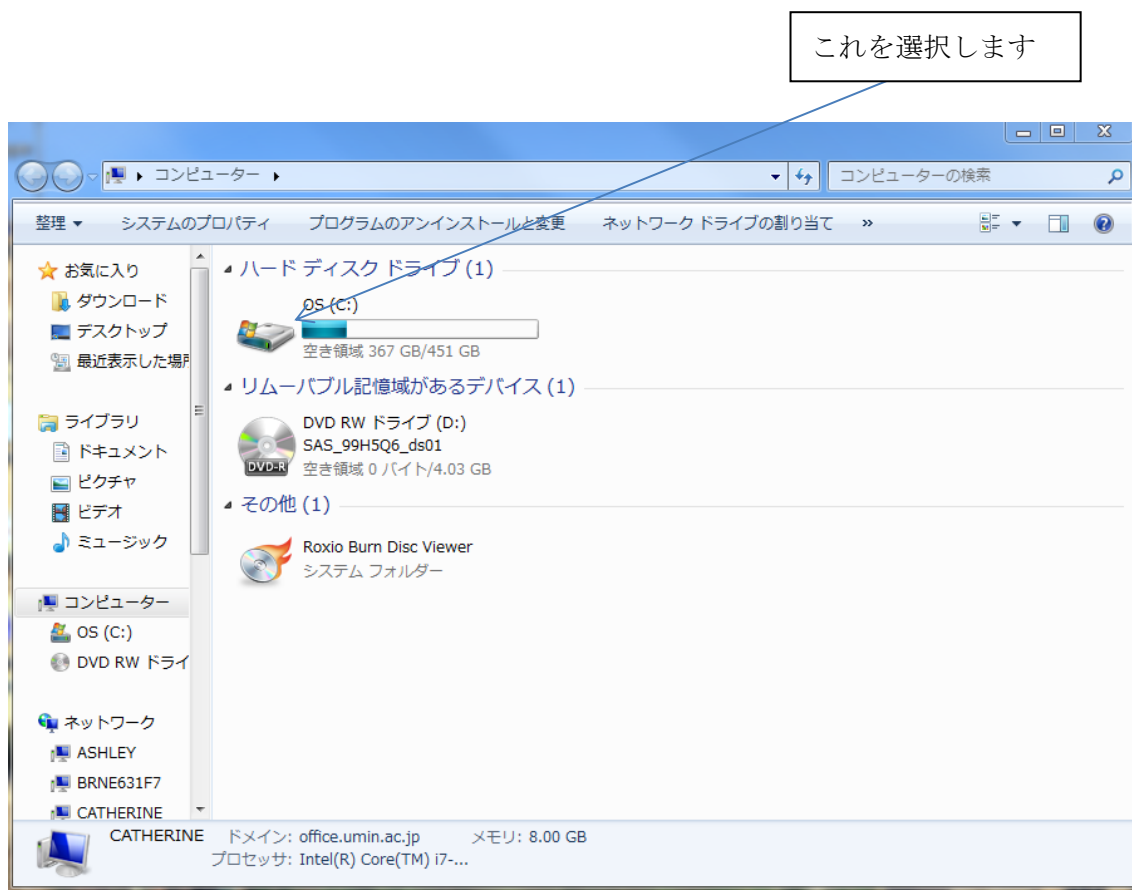 これを選択します
コンピューター
コンピューターの検索
整理 システムのプロパティ プログラムのアンインストールと変更 ネットワーク ドライブの割り当て »
お気に入り
ダウンロード
デスクトップ
最近表示した場所
ライブラリ
ドキュメント
ピクチャ
ビデオ
ミュージック
コンピューター
OS (C:)
DVD RW ドライ
ネットワーク
ASHLEY
BRNE631F7
CATHERINE
ハード ディスク ドライブ (1)
OS (C:)
空き領域 367 GB/451 GB
リムーバブル記憶域があるデバイス (1)
DVD-R
DVD RW ドライブ (D:)
SAS_99H5Q6_ds01
空き領域 0 バイト/4.03 GB
その他 (1)
Roxio Burn Disc Viewer
システム フォルダー
CATHERINE ドメイン: office.umin.ac.jp メモリ: 8.00 GB
プロセッサ: Intel(R) Core(TM) i7-...